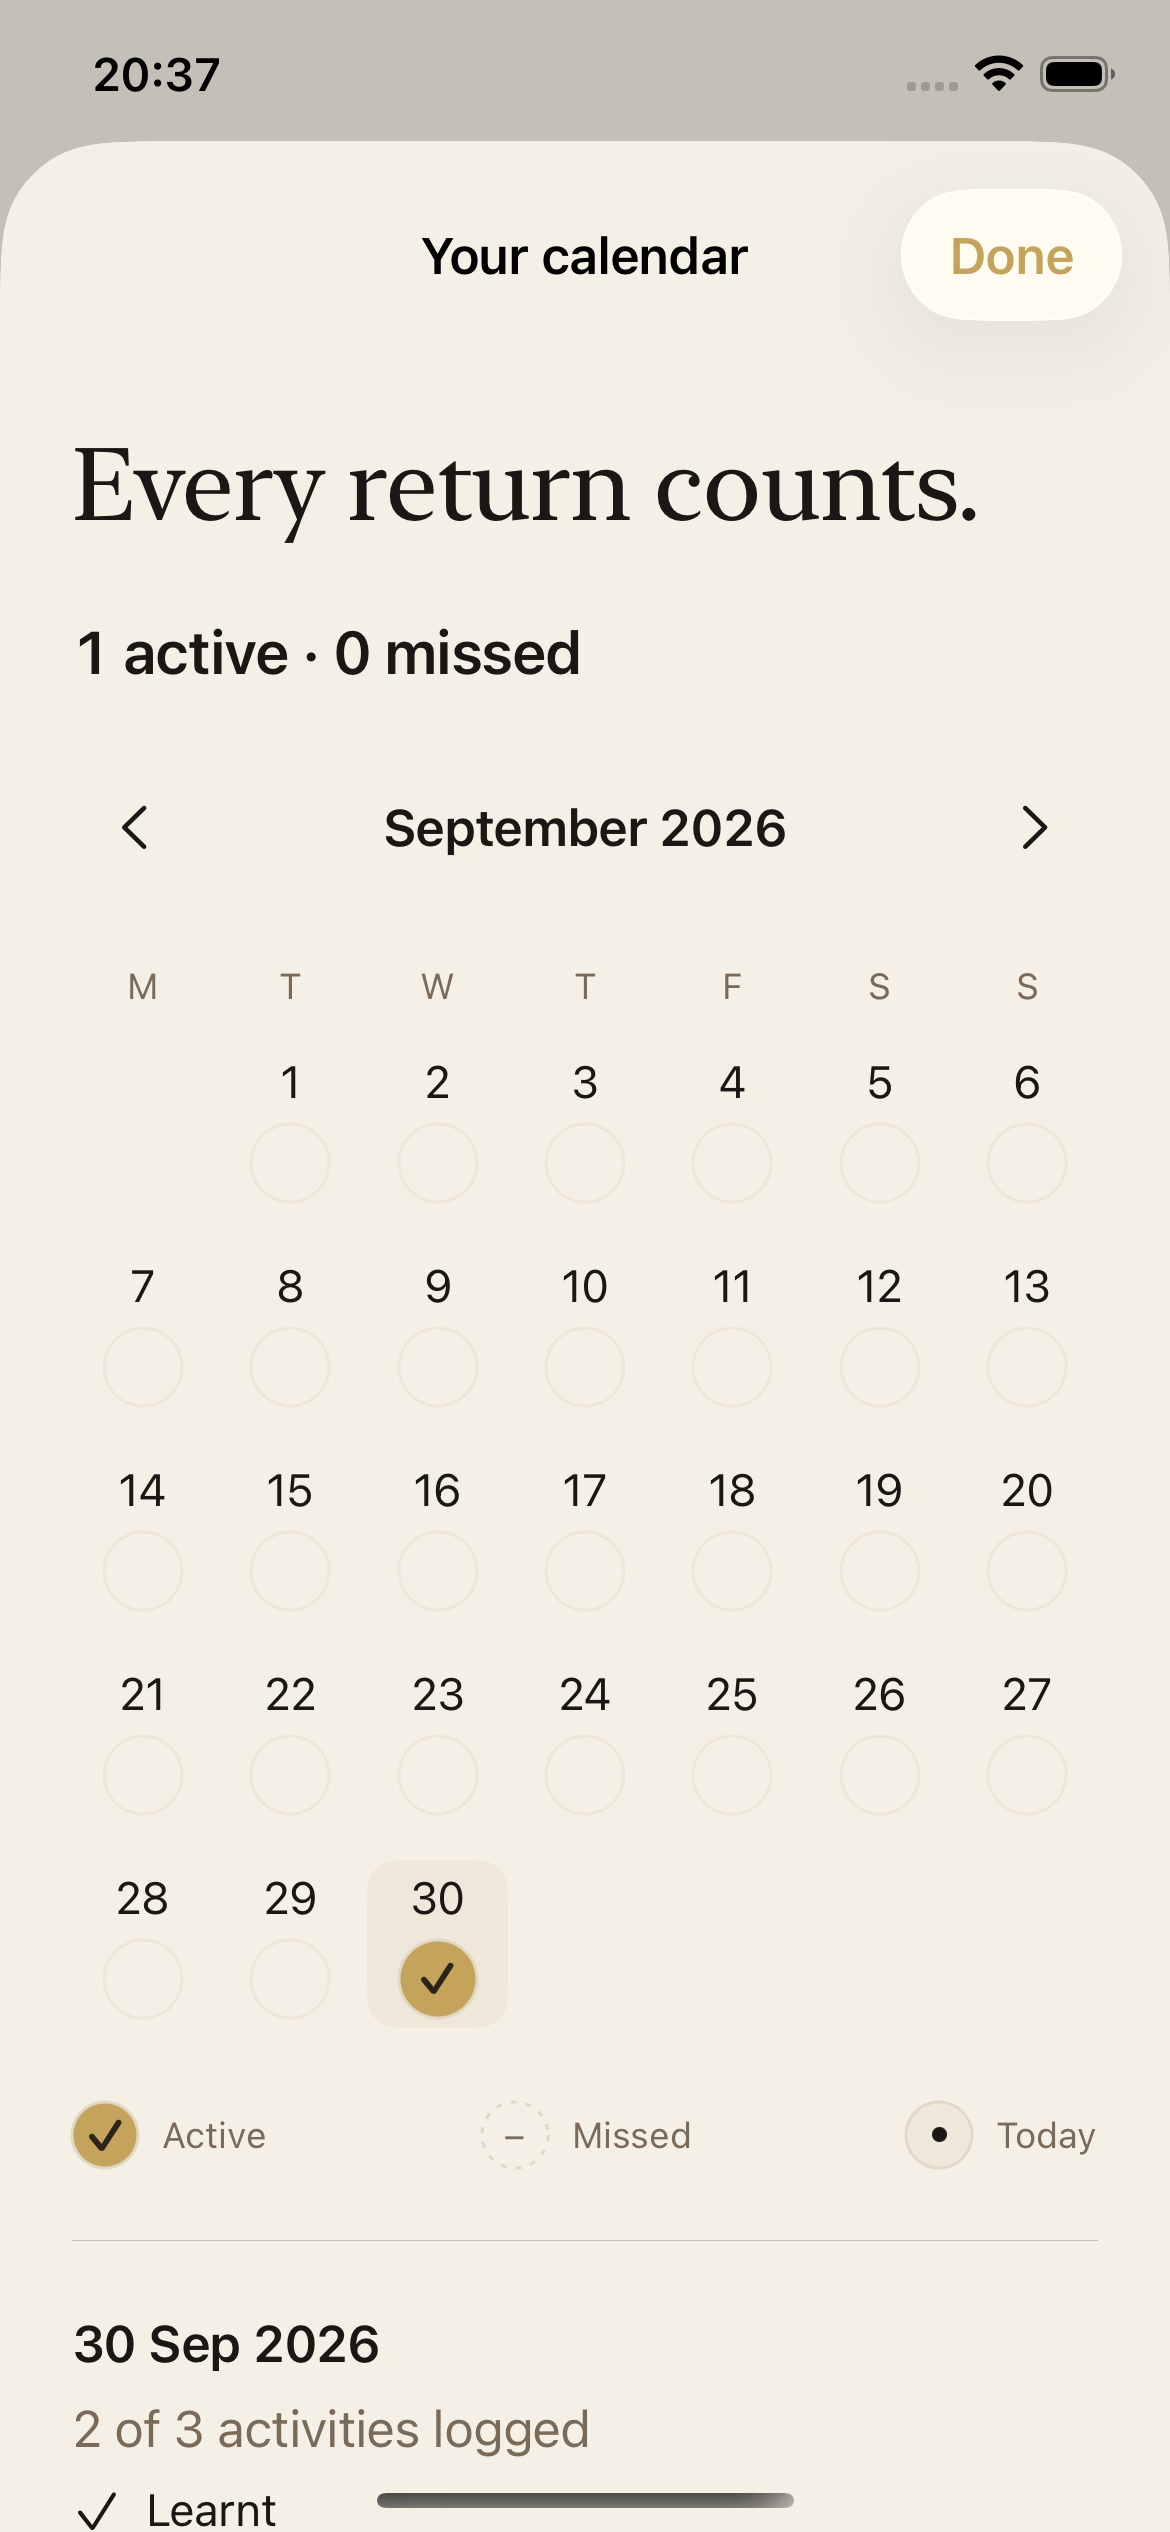 20:37
Your calendar
Done
Every return counts.
1 active · 0 missed
September 2026
M T W T F S S
1 2 3 4 5 6
7 8 9 10 11 12 13
14 15 16 17 18 19 20
21 22 23 24 25 26 27
28 29 30
Active – Missed Today
30 Sep 2026
2 of 3 activities logged
Learnt